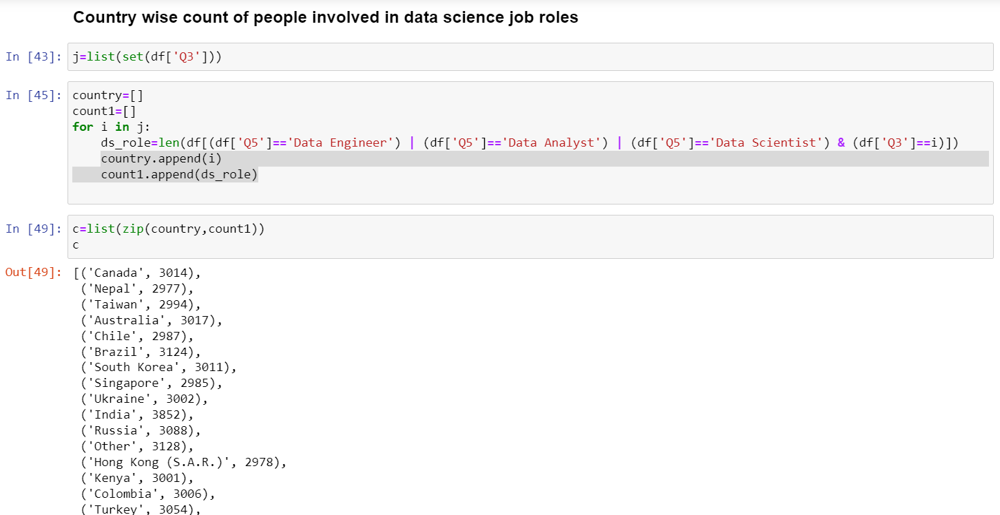 Country wise count of people involved in data science job roles
In [43]: j=list(set(df['Q3']))
In [45]: country=[]
count1=[]
for i in j:
    ds_role=len(df[(df['Q5']=='Data Engineer') | (df['Q5']=='Data Analyst') | (df['Q5']=='Data Scientist') & (df['Q3']==i)])
    country.append(i)
    count1.append(ds_role)
In [49]: c=list(zip(country,count1))
c
Out[49]: [('Canada', 3014),
('Nepal', 2977),
('Taiwan', 2994),
('Australia', 3017),
('Chile', 2987),
('Brazil', 3124),
('South Korea', 3011),
('Singapore', 2985),
('Ukraine', 3002),
('India', 3852),
('Russia', 3088),
('Other', 3128),
('Hong Kong (S.A.R.)', 2978),
('Kenya', 3001),
('Colombia', 3006),
('Turkey', 3054),